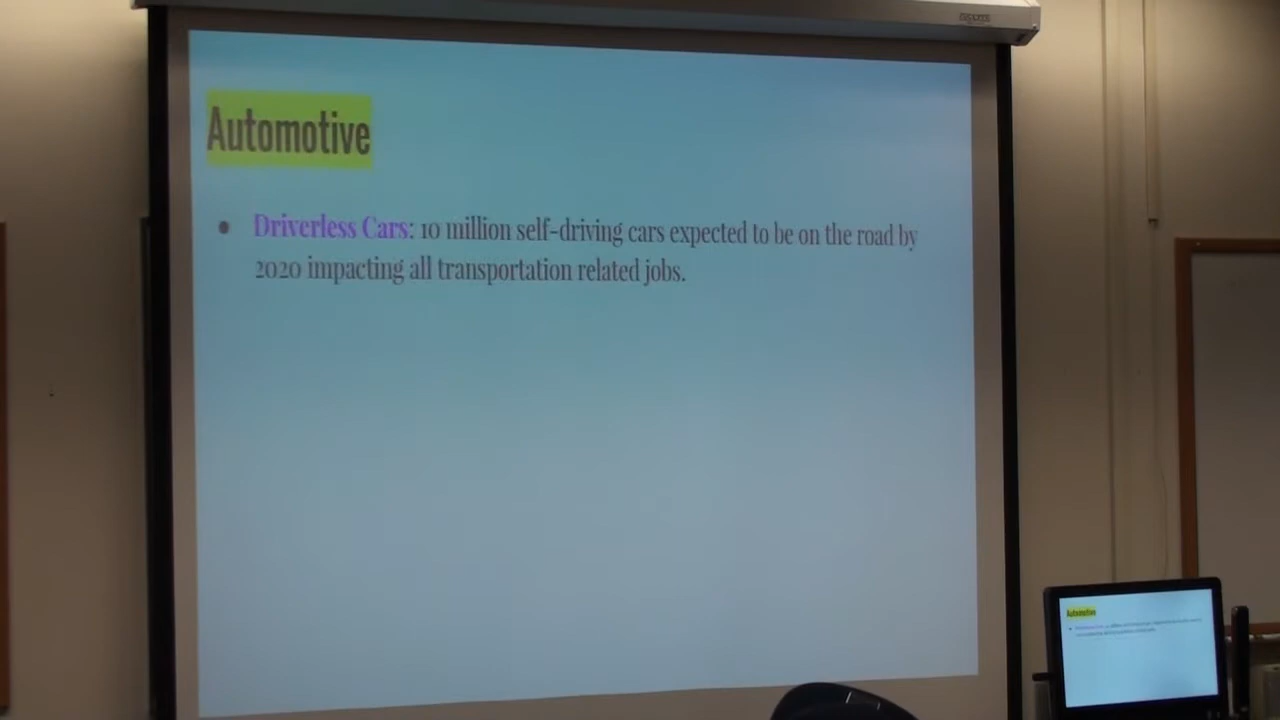 Automotive
Driverless Cars: 10 million self-driving cars expected to be on the road by
2020 impacting all transportation related jobs.
Automotive